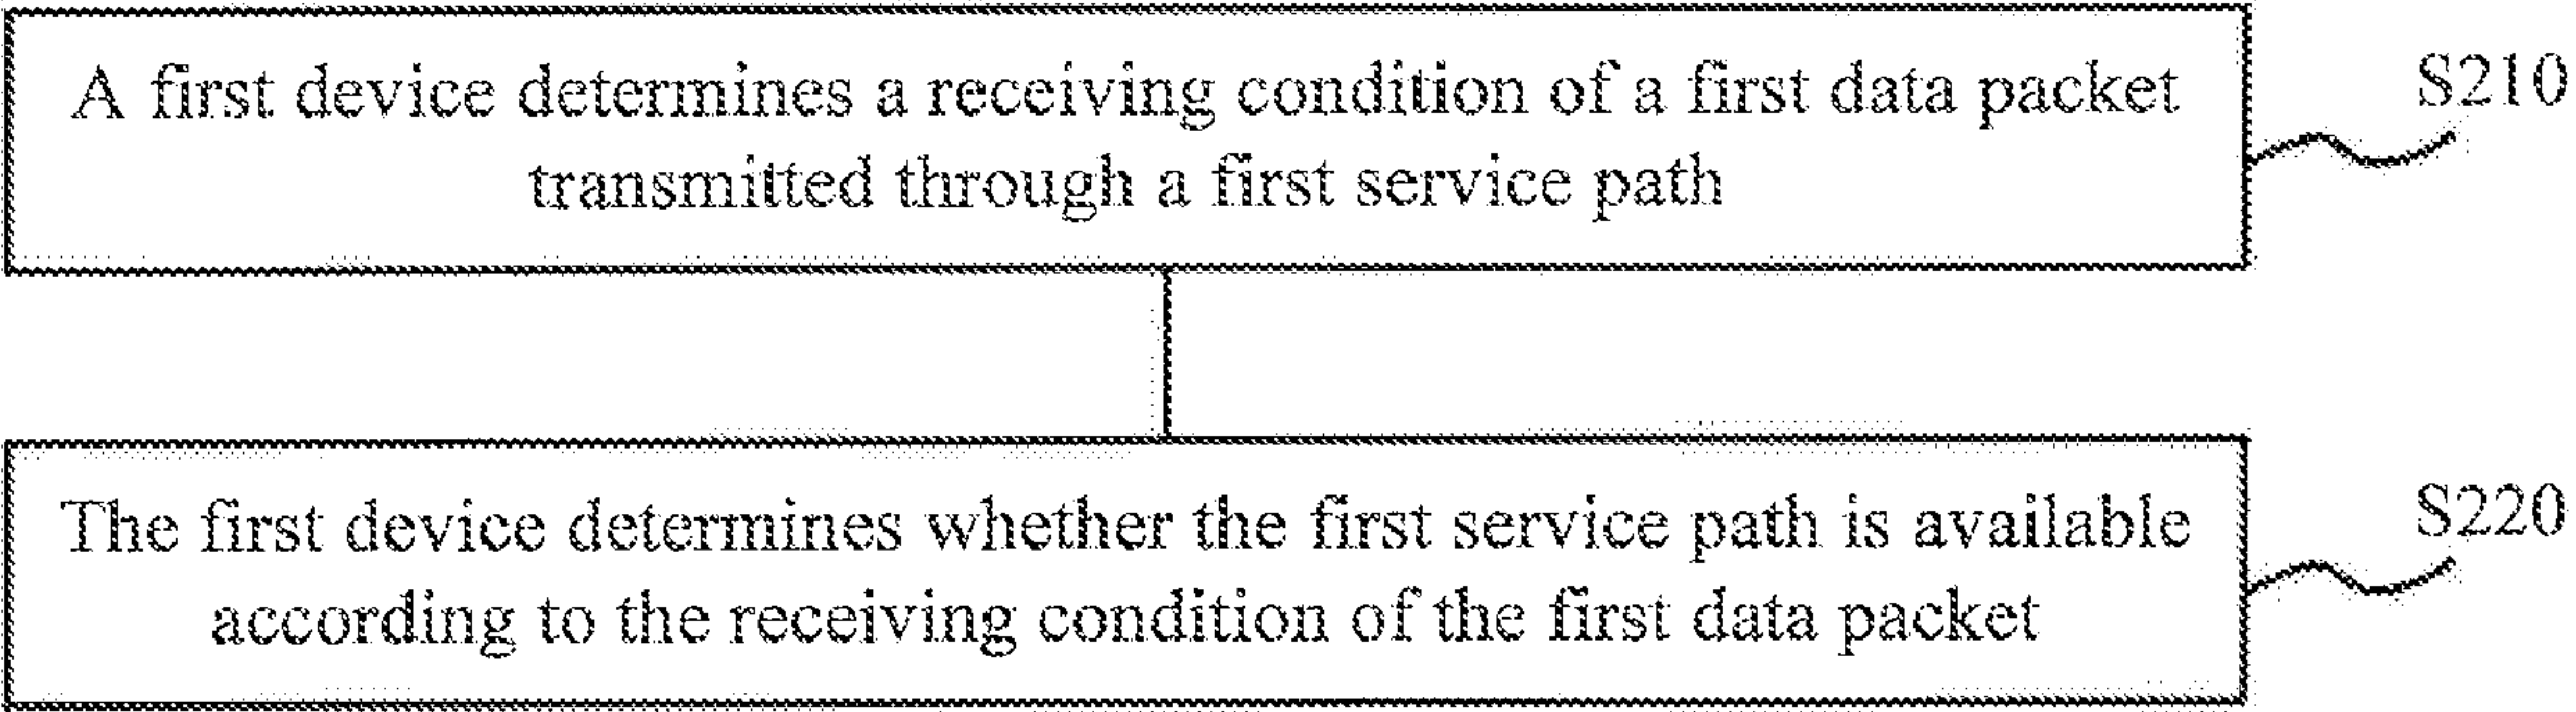 A first device determines a receiving condition of a first data packet
transmitted through a first service path
S210
The first device determines whether the first service path is available
according to the receiving condition of the first data packet
S220